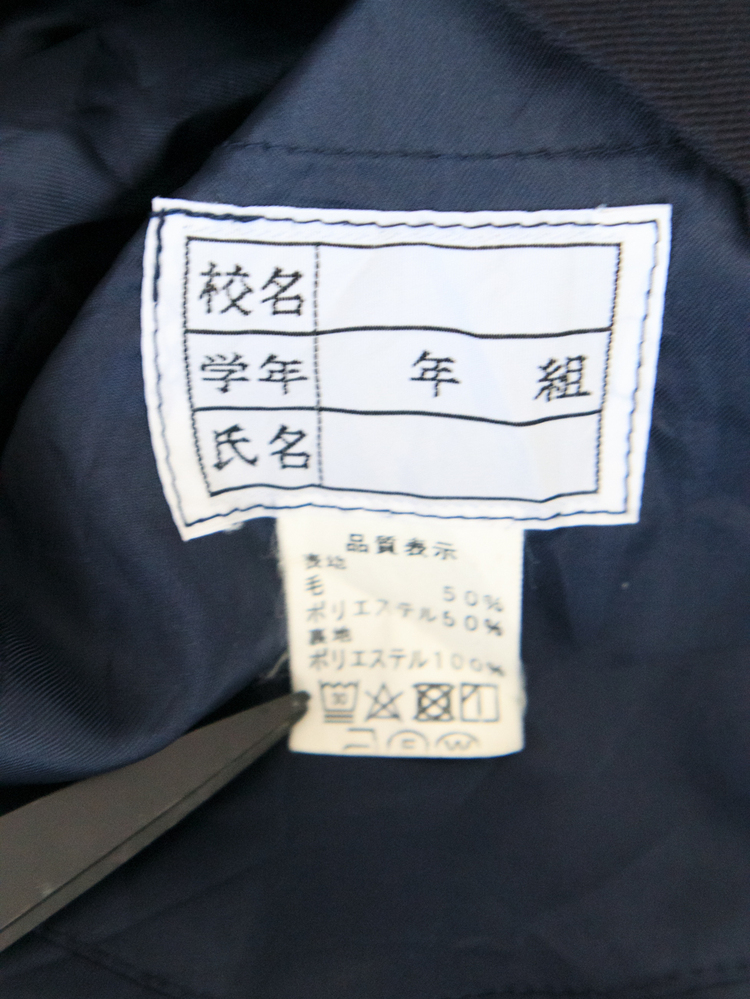 校名
学年 年 組
氏名
品質表示
表地
毛 50%
ポリエステル50%
裏地
ポリエステル100%
30